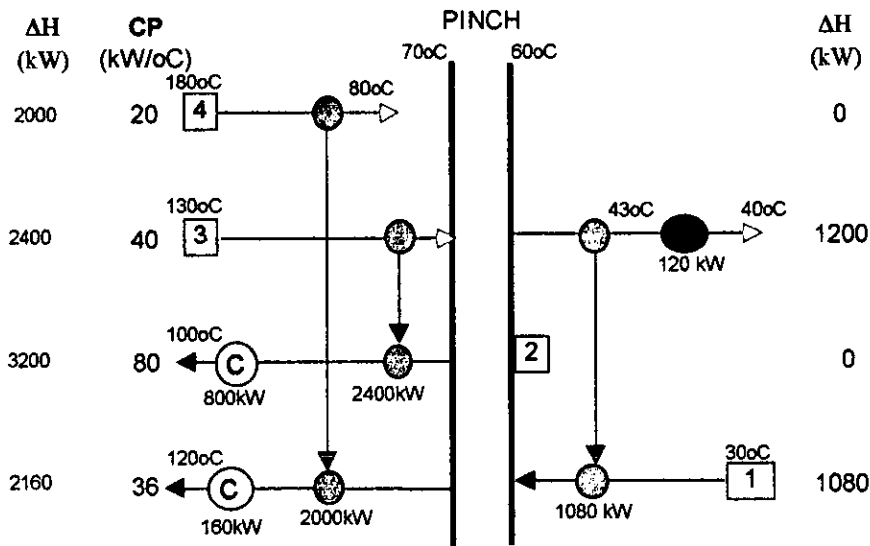 PINCH
ΔH CP ΔH
(kW) (kW/oC) 70oC 60oC (kW)
180oC 80oC
2000 20 4 0
130oC 43oC 40oC
2400 40 3 1200
120 kW
100oC
3200 80 C 2 0
800kW 2400kW
120oC 30oC
2160 36 C 1 1080
160kW 2000kW 1080 kW